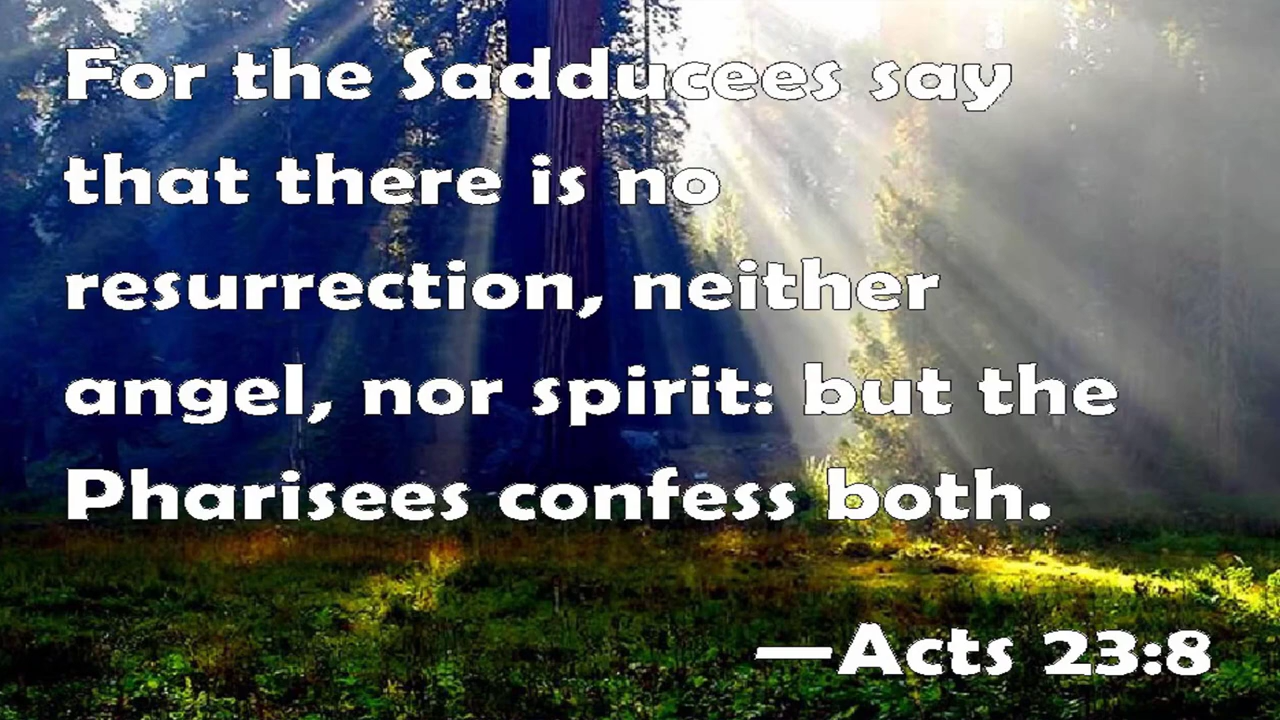 For the Sadducees say
that there is no
resurrection, neither
angel, nor spirit: but the
Pharisees confess both.
—Acts 23:8